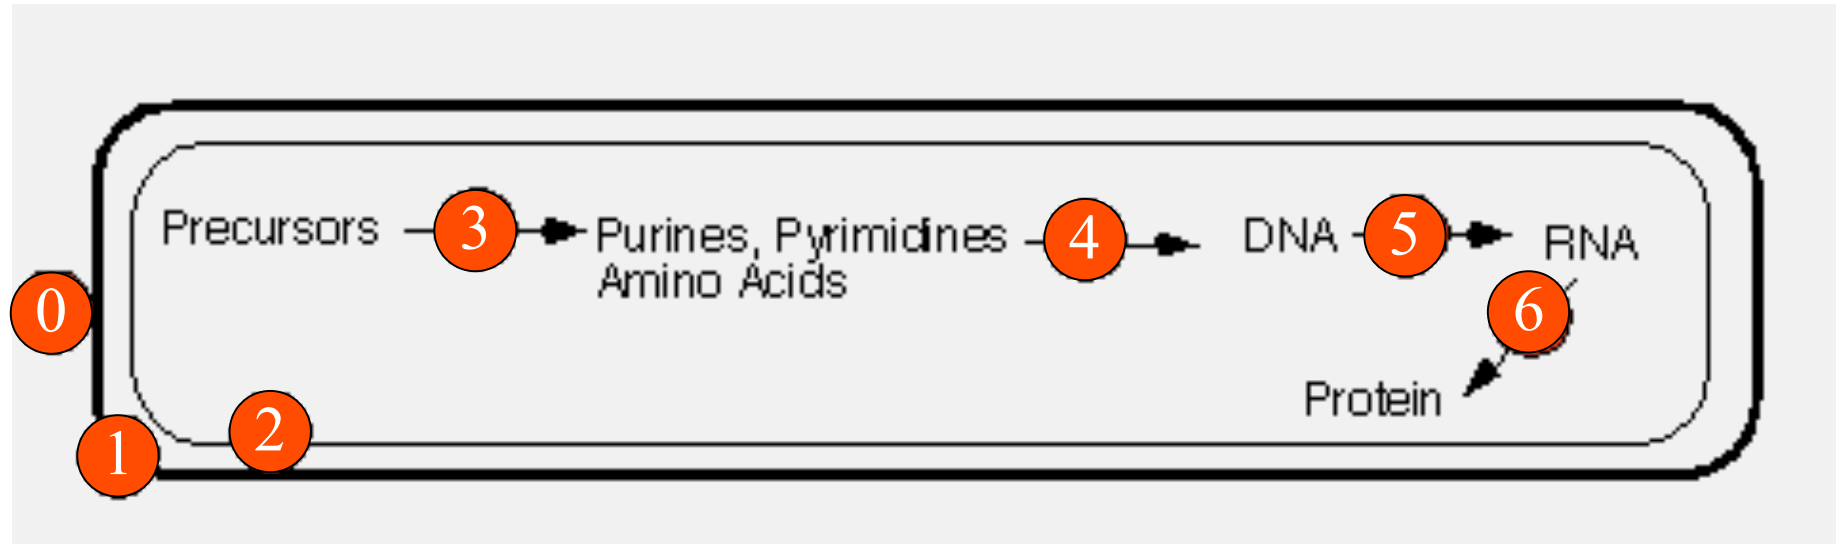 Precursors
3
Purines, Pyrimidines
Amino Acids
4
DNA
5
RNA
0
6
Protein
1
2